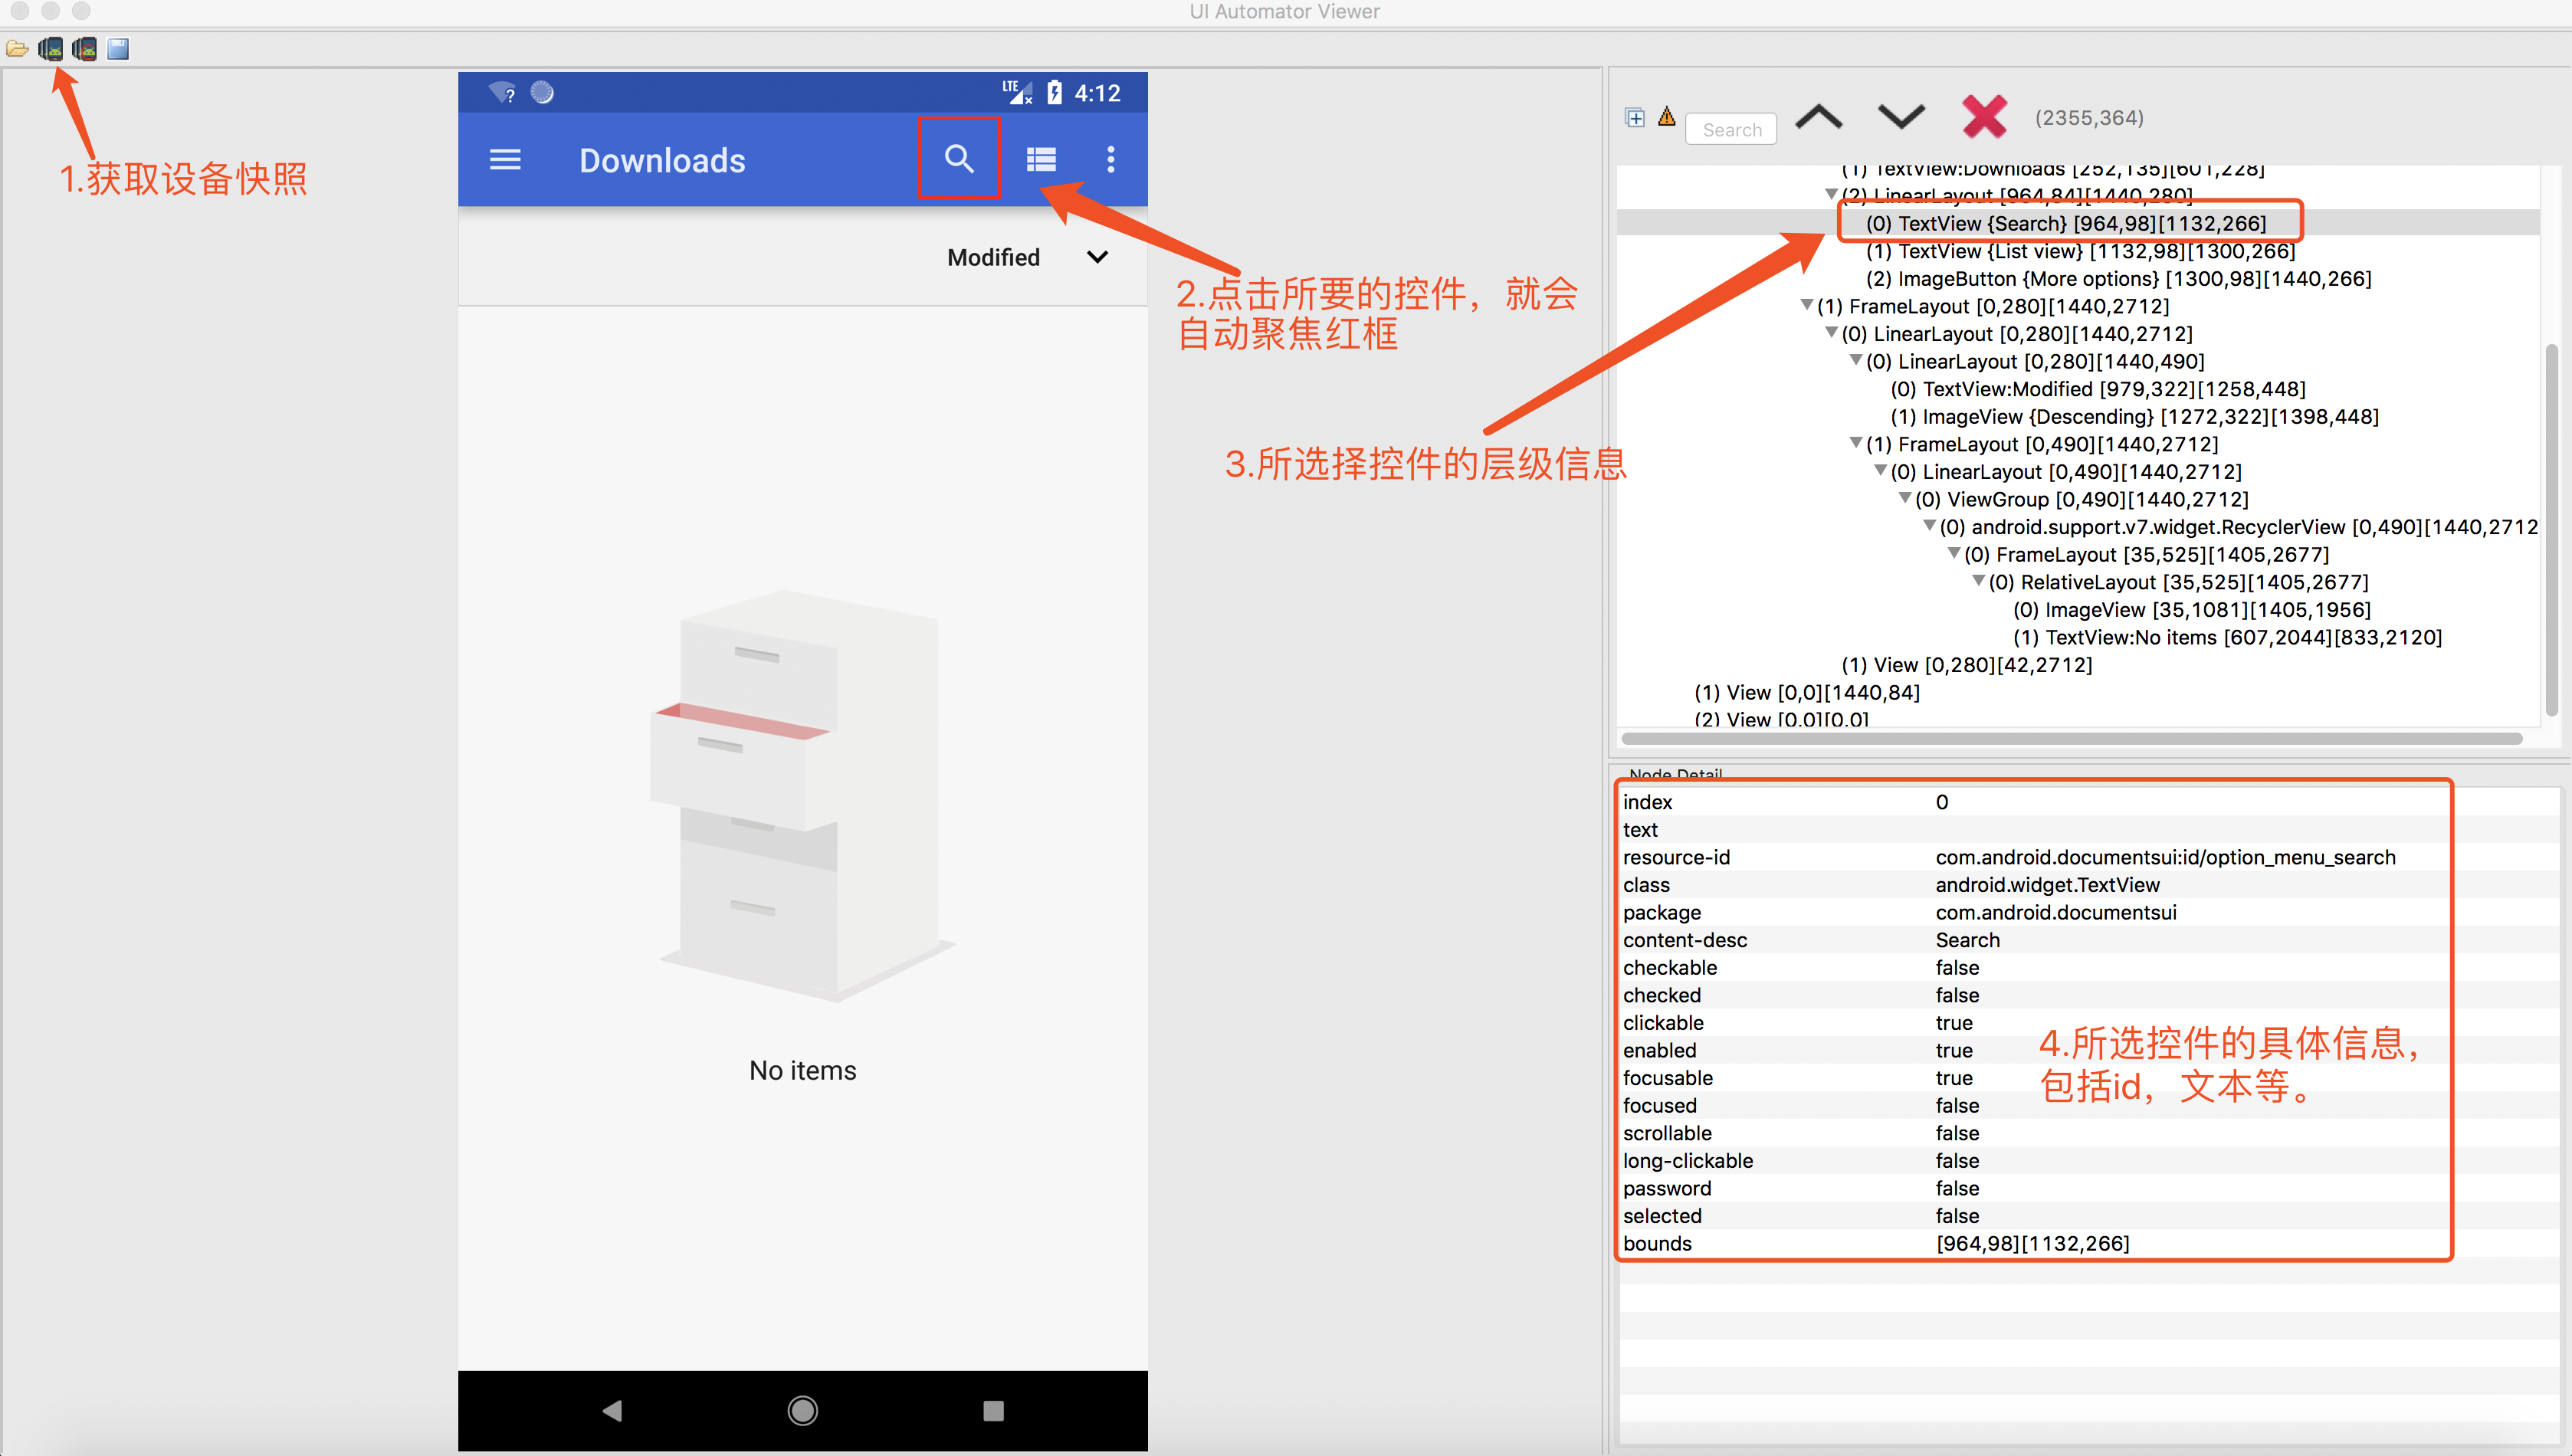 UI Automator Viewer
1.获取设备快照
LTE
4:12
Downloads
Modified
2.点击所要的控件，就会
自动聚焦红框
3.所选择控件的层级信息
No items
Search
(2355,364)
(1) TextView:Downloads [252,135][601,228]
(2) LinearLayout [964,84][1440,280]
(0) TextView {Search} [964,98][1132,266]
(1) TextView {List view} [1132,98][1300,266]
(2) ImageButton {More options} [1300,98][1440,266]
(1) FrameLayout [0,280][1440,2712]
(0) LinearLayout [0,280][1440,2712]
(0) LinearLayout [0,280][1440,490]
(0) TextView:Modified [979,322][1258,448]
(1) ImageView {Descending} [1272,322][1398,448]
(1) FrameLayout [0,490][1440,2712]
(0) LinearLayout [0,490][1440,2712]
(0) ViewGroup [0,490][1440,2712]
(0) android.support.v7.widget.RecyclerView [0,490][1440,2712
(0) FrameLayout [35,525][1405,2677]
(0) RelativeLayout [35,525][1405,2677]
(0) ImageView [35,1081][1405,1956]
(1) TextView:No items [607,2044][833,2120]
(1) View [0,280][42,2712]
(1) View [0,0][1440,84]
(2) View [0,0][0,0]
Node Detail
index 0
text
resource-id com.android.documentsui:id/option_menu_search
class android.widget.TextView
package com.android.documentsui
content-desc Search
checkable false
checked false
clickable true
enabled true
focusable true
focused false
scrollable false
long-clickable false
password false
selected false
bounds [964,98][1132,266]
4.所选控件的具体信息，
包括id，文本等。